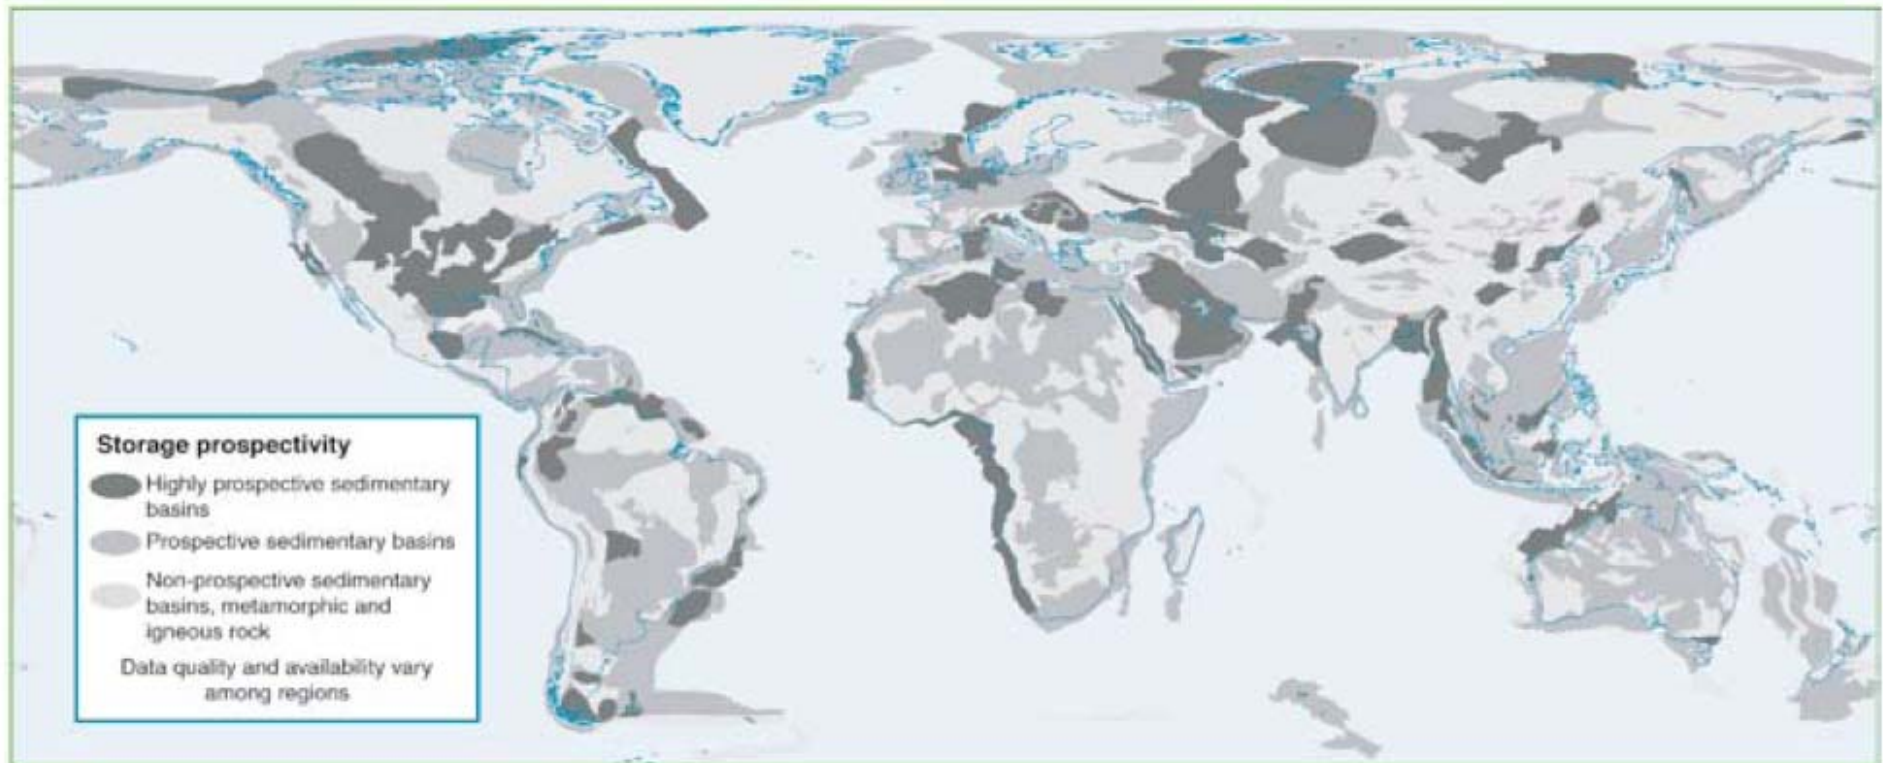 Storage prospectivity
Highly prospective sedimentary
basins
Prospective sedimentary basins
Non-prospective sedimentary
basins, metamorphic and
igneous rock
Data quality and availability vary
among regions